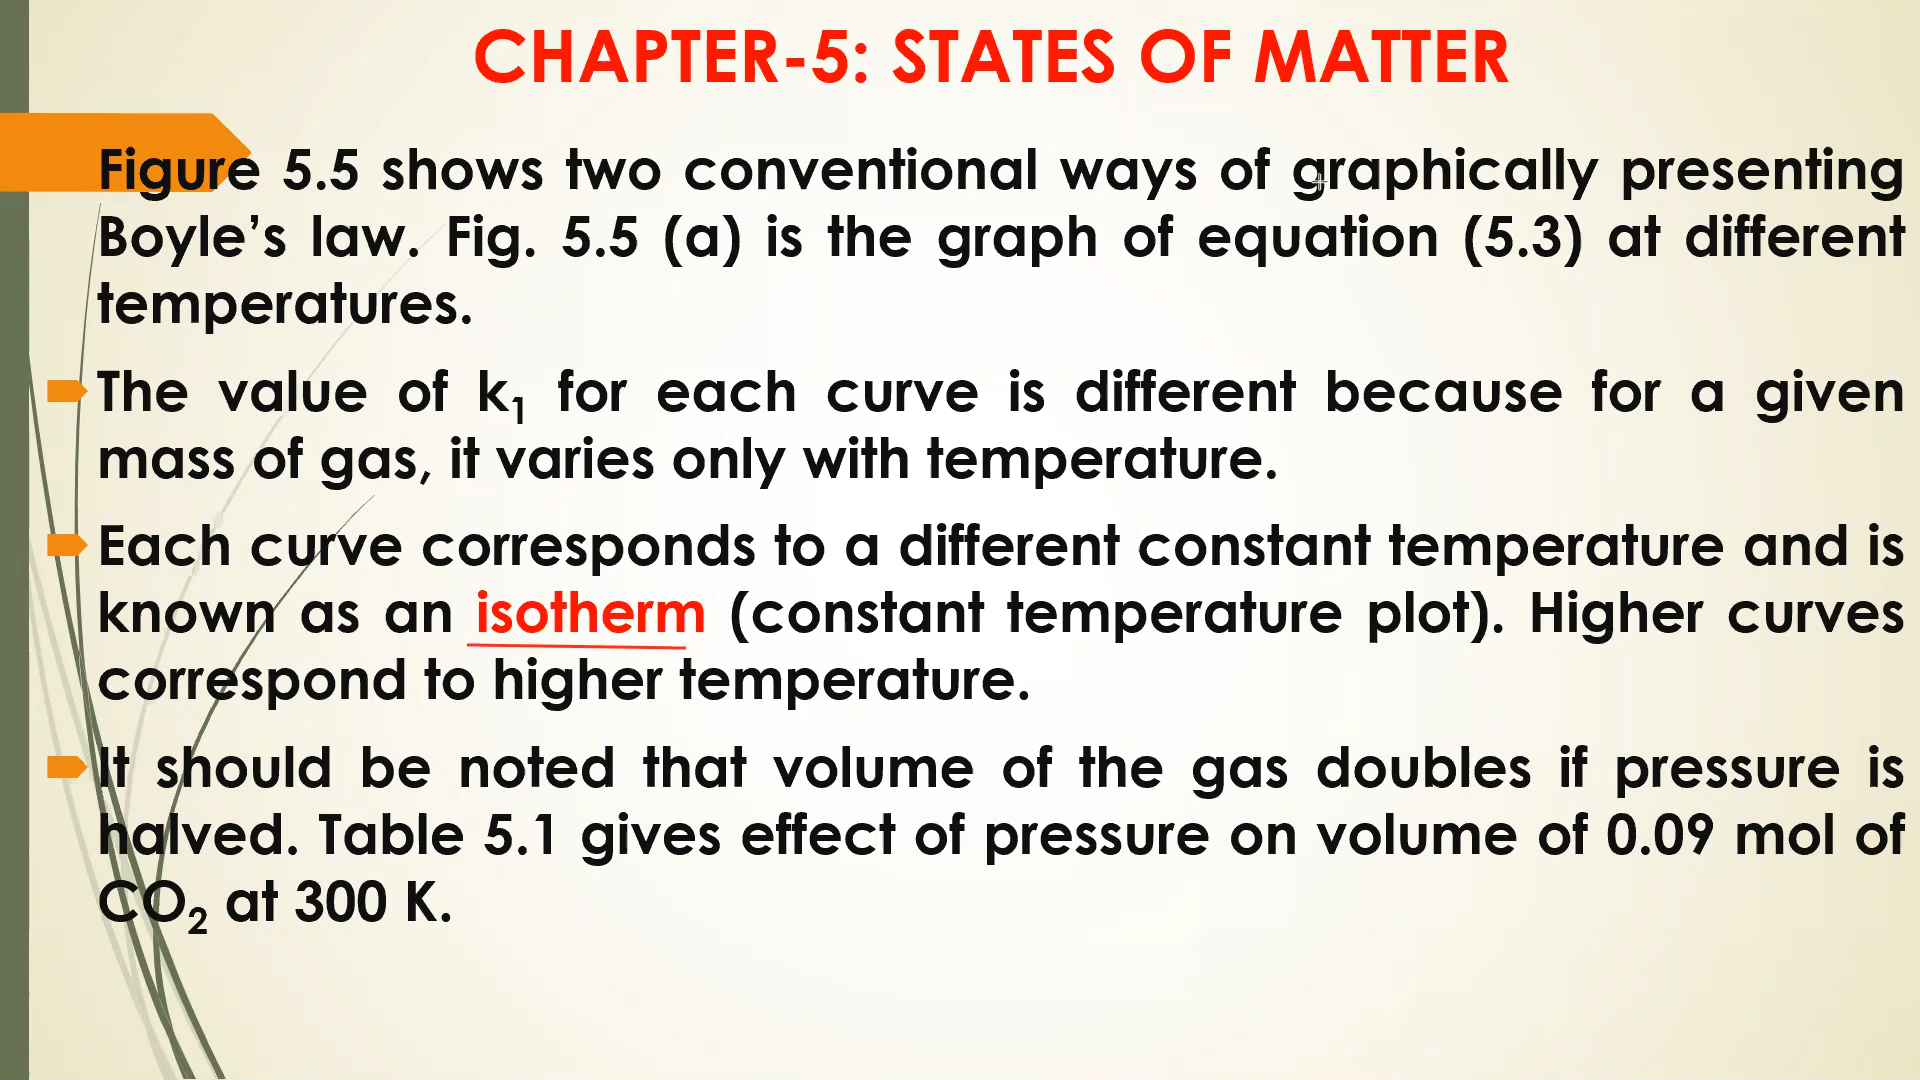 CHAPTER-5: STATES OF MATTER
Figure 5.5 shows two conventional ways of graphically presenting
Boyle’s law. Fig. 5.5 (a) is the graph of equation (5.3) at different
temperatures.
The value of k₁ for each curve is different because for a given
mass of gas, it varies only with temperature.
Each curve corresponds to a different constant temperature and is
known as an isotherm (constant temperature plot). Higher curves
correspond to higher temperature.
It should be noted that volume of the gas doubles if pressure is
halved. Table 5.1 gives effect of pressure on volume of 0.09 mol of
CO₂ at 300 K.